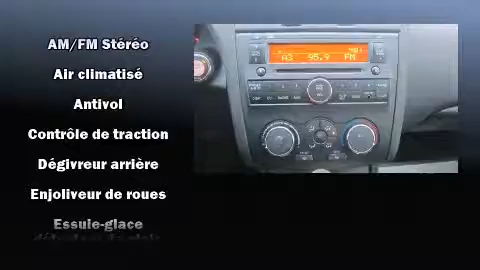 AM/FM Stéréo
Air climatisé
Antivol
Contrôle de traction
Dégivreur arrière
Enjoliveur de roues
Essuie-glace
A3 95.9 FM